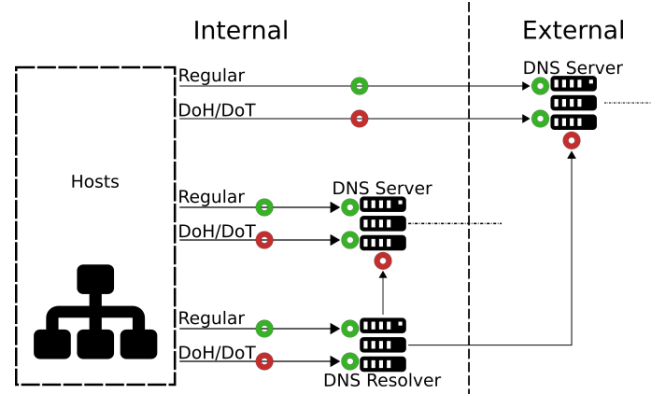 Internal
External
Regular
DNS Server
DoH/DoT
Hosts
Regular
DNS Server
DoH/DoT
Regular
DoH/DoT
DNS Resolver